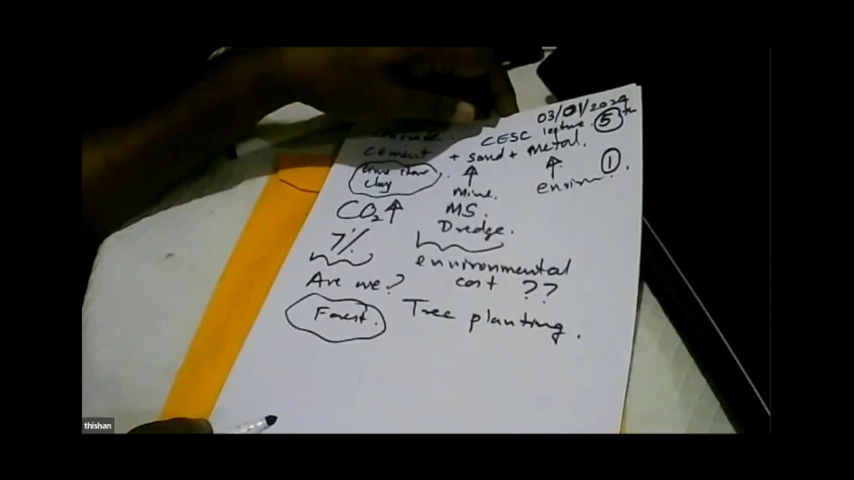 03/01/2024
CESC lecture. 5th
cement + sand + Metal.
1
clay
Mine.
environ.
CO2↑
MS.
7%
Dredge.
environmental
cost ??
Are we?
Forest.
Tree planting.
thishan